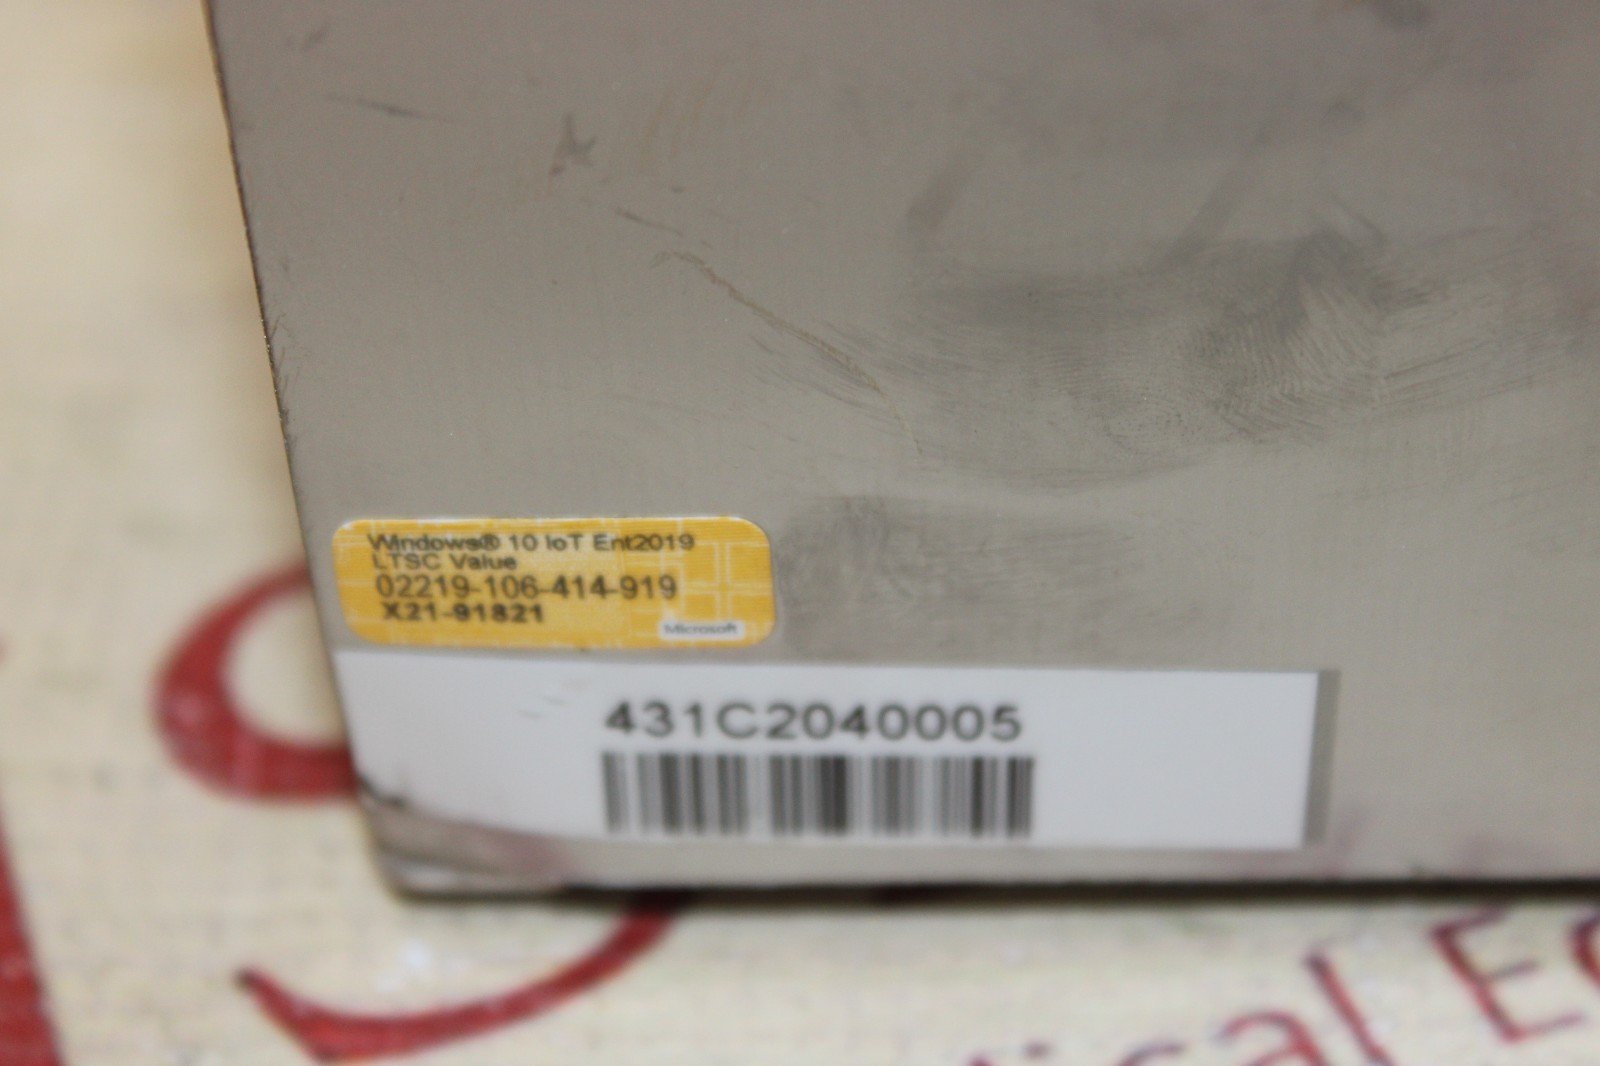 Windows® 10 IoT Ent2019
LTSC Value
02219-106-414-919
X21-91821
Microsoft
431C2040005